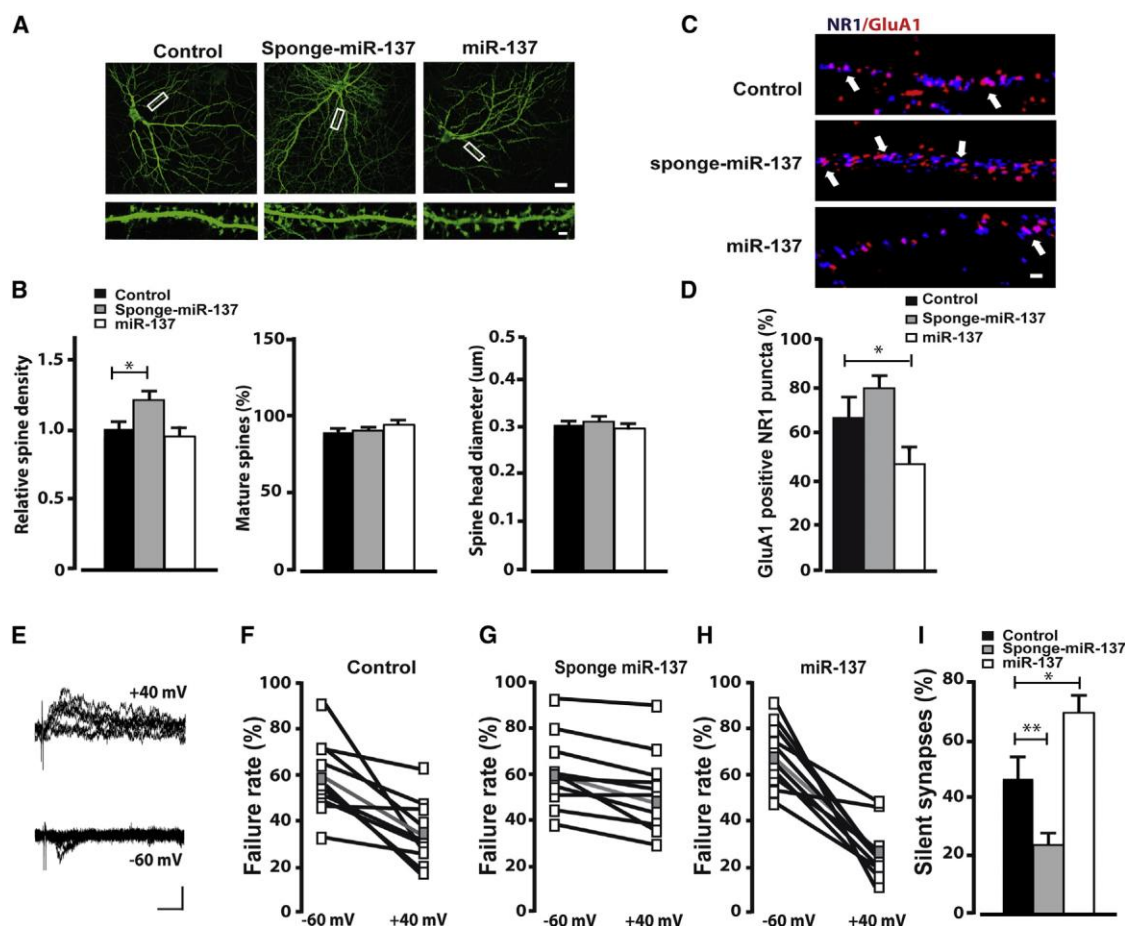 A
Control
Sponge-miR-137
miR-137
C
NR1/GluA1
Control
sponge-miR-137
miR-137
B
Control
Sponge-miR-137
miR-137
Relative spine density
1.5
1.0
1.0
0
*
Mature spines (%)
150
100
50
0
Spine head diameter (um)
0.5
0.4
0.3
0.2
0.1
0
D
Control
Sponge-miR-137
miR-137
GluA1 positive NR1 puncta (%)
100
80
60
40
20
0
*
E
+40 mV
-60 mV
F
Control
Failure rate (%)
100
80
60
40
20
0
-60 mV
+40 mV
G
Sponge miR-137
Failure rate (%)
100
80
60
40
20
0
-60 mV
+40 mV
H
miR-137
Failure rate (%)
100
80
60
40
20
0
-60 mV
+40 mV
I
Control
Sponge-miR-137
miR-137
Silent synapses (%)
100
80
60
40
20
0
*
**